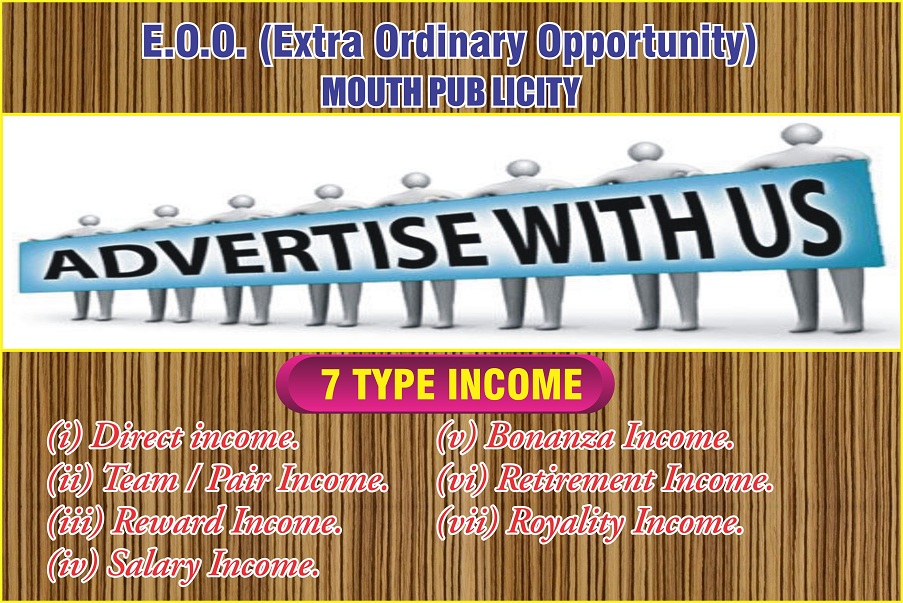 E.O.O. (Extra Ordinary Opportunity)
MOUTH PUB LICITY
ADVERTISE WITH US
7 TYPE INCOME
(i) Direct income.
(ii) Team / Pair Income.
(iii) Reward Income.
(iv) Salary Income.
(v) Bonanza Income.
(vi) Retirement Income.
(vii) Royality Income.